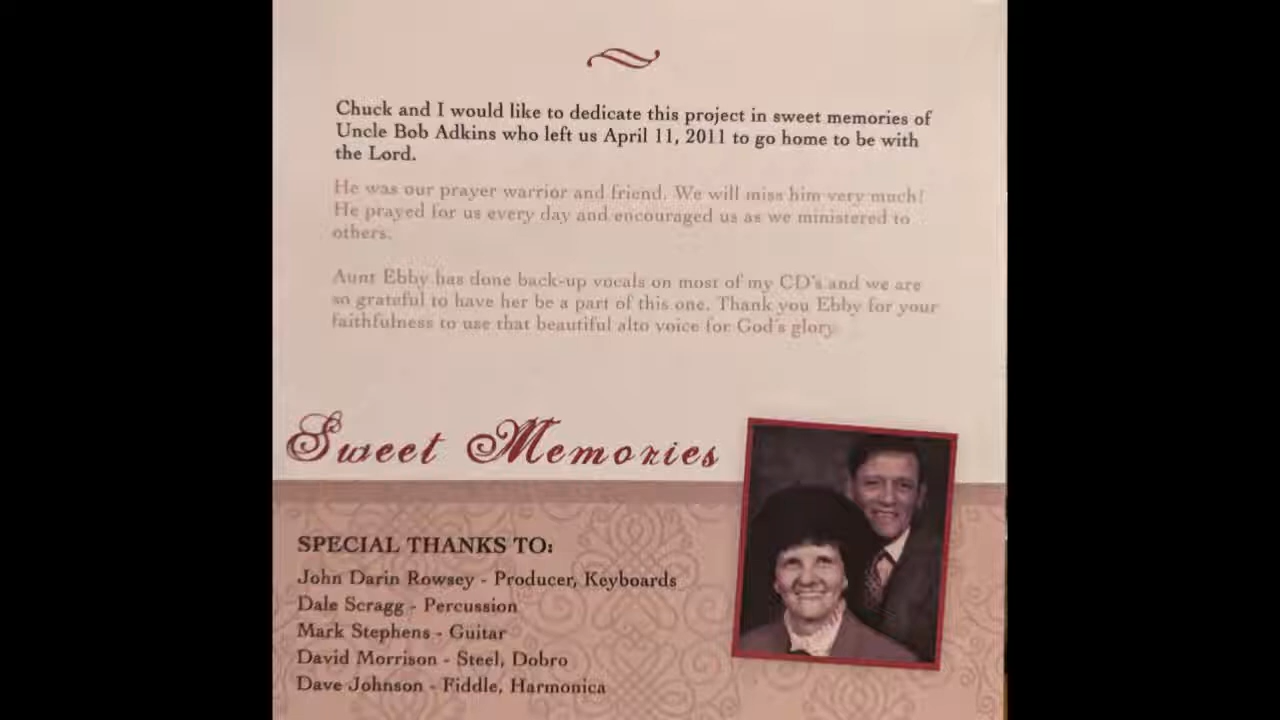 Chuck and I would like to dedicate this project in sweet memories of
Uncle Bob Adkins who left us April 11, 2011 to go home to be with
the Lord.
He was our prayer warrior and friend. We will miss him very much!
He prayed for us every day and encouraged us as we ministered to
others.
Aunt Ebby has done back-up vocals on most of my CD's and we are
so grateful to have her be a part of this one. Thank you Ebby for your
faithfulness to use that beautiful alto voice for God's glory.
Sweet Memories
SPECIAL THANKS TO:
John Darin Rowsey - Producer, Keyboards
Dale Scragg - Percussion
Mark Stephens - Guitar
David Morrison - Steel, Dobro
Dave Johnson - Fiddle, Harmonica